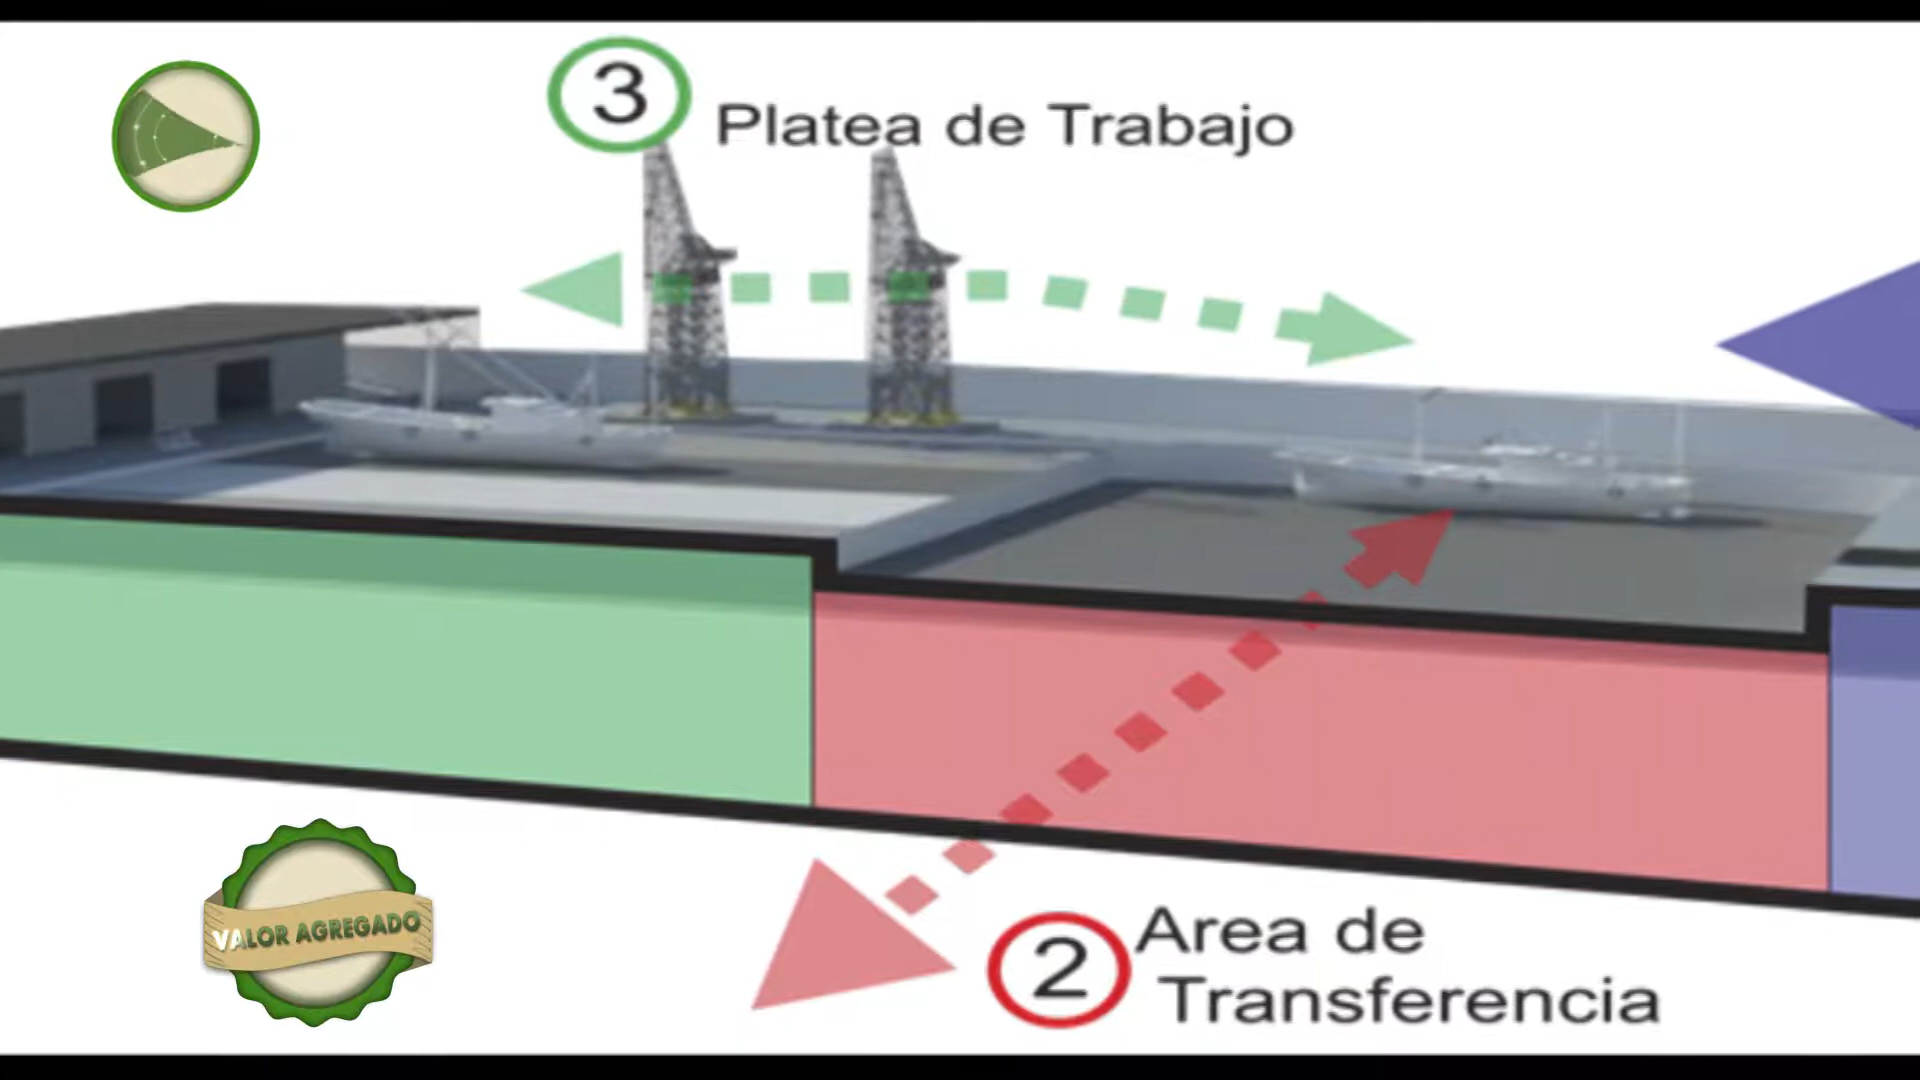 3
Platea de Trabajo
VALOR AGREGADO
2
Area de
Transferencia